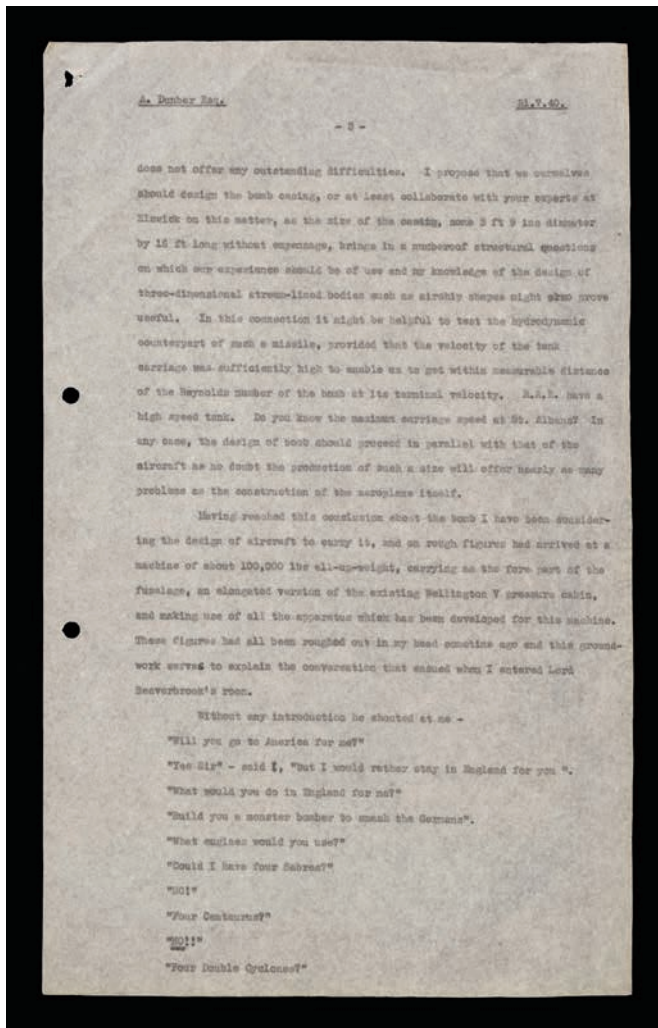 A. Dunbar Esq. 21.7.40.
- 3 -
does not offer any outstanding difficulties. I propose that we ourselves
should design the bomb casing, or at least collaborate with your experts at
Elswick on this matter, as the size of the casing, some 3 ft 9 ins diameter
by 16 ft long without empennage, brings in a numberof structural questions
on which our experience should be of use and my knowledge of the design of
three-dimensional stream-lined bodies such as airship shapes might also prove
useful. In this connection it might be helpful to test the hydrodynamic
counterpart of such a missile, provided that the velocity of the tank
carriage was sufficiently high to enable us to get within measurable distance
of the Reynolds number of the bomb at its terminal velocity. R.A.E. have a
high speed tank. Do you know the maximum carriage speed at St. Albans? In
any case, the design of bomb should proceed in parallel with that of the
aircraft as no doubt the production of such a size will offer nearly as many
problems as the construction of the aeroplane itself.
Having reached this conclusion about the bomb I have been consider-
ing the design of aircraft to carry it, and on rough figures had arrived at a
machine of about 100,000 lbs all-up-weight, carrying as the fore part of the
fuselage, an elongated version of the existing Wellington V pressure cabin,
and making use of all the apparatus which has been developed for this machine.
These figures had all been roughed out in my head sometime ago and this ground-
work serves to explain the conversation that ensued when I entered Lord
Beaverbrook's room.
Without any introduction he shouted at me -
"Will you go to America for me?"
"Yes Sir" - said I, "but I would rather stay in England for you ".
"What would you do in England for me?"
"Build you a monster bomber to smash the Germans".
"What engines would you use?"
"Could I have four Sabres?"
"NO!"
"Four Centaurus?"
"NO!!"
"Four Double Cyclones?"